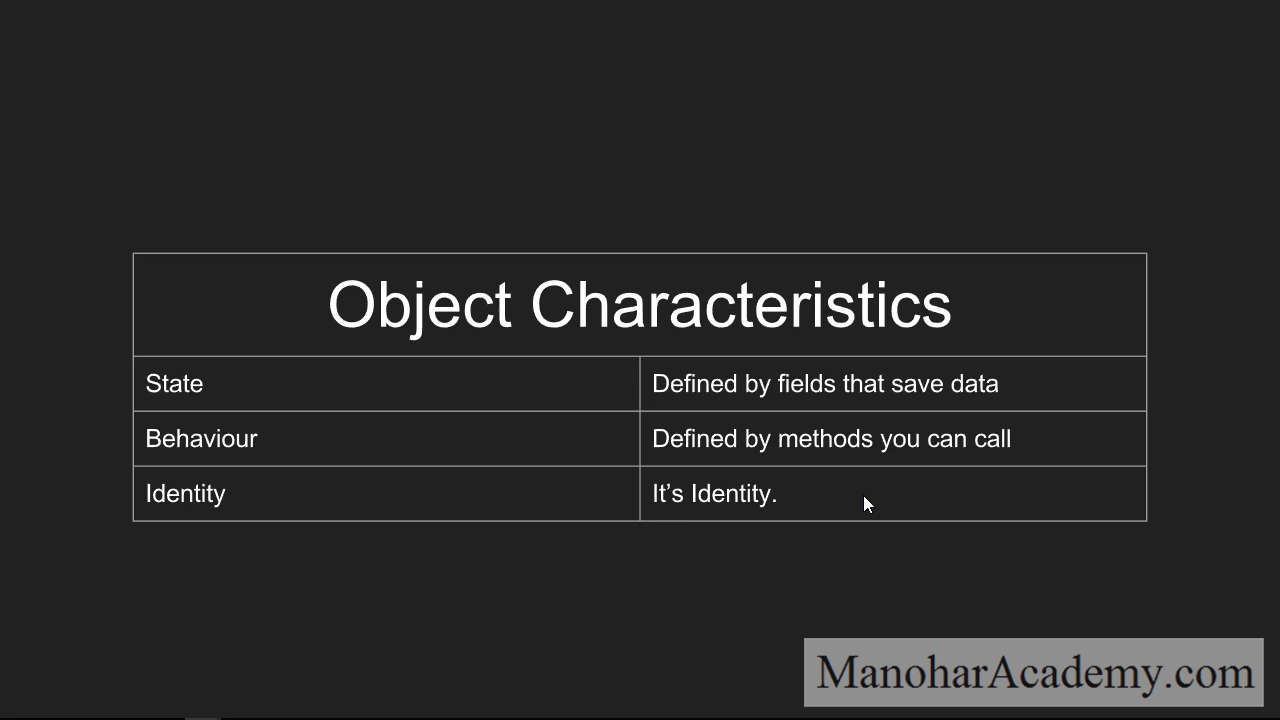 Object Characteristics
State Defined by fields that save data
Behaviour Defined by methods you can call
Identity It’s Identity.
ManoharAcademy.com